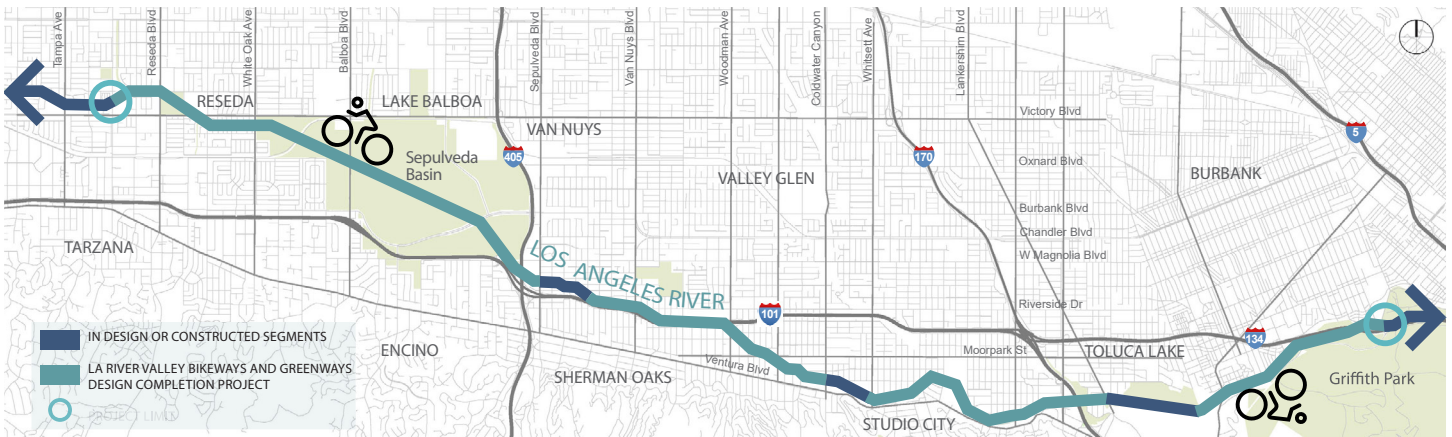 Tampa Ave
Reseda Blvd
White Oak Ave
Balboa Blvd
Sepulveda Blvd
Van Nuys Blvd
Woodman Ave
Coldwater Canyon
Whitsett Ave
Lankershim Blvd
RESEDA
LAKE BALBOA
VAN NUYS
Victory Blvd
5
405
170
Sepulveda
Basin
VALLEY GLEN
Oxnard Blvd
BURBANK
Burbank Blvd
Chandler Blvd
W Magnolia Blvd
TARZANA
LOS ANGELES RIVER
Riverside Dr
101
134
IN DESIGN OR CONSTRUCTED SEGMENTS
ENCINO
Ventura Blvd
Moorpark St
TOLUCA LAKE
LA RIVER VALLEY BIKEWAYS AND GREENWAYS
DESIGN COMPLETION PROJECT
SHERMAN OAKS
Griffith Park
PROJECT LIMIT
STUDIO CITY